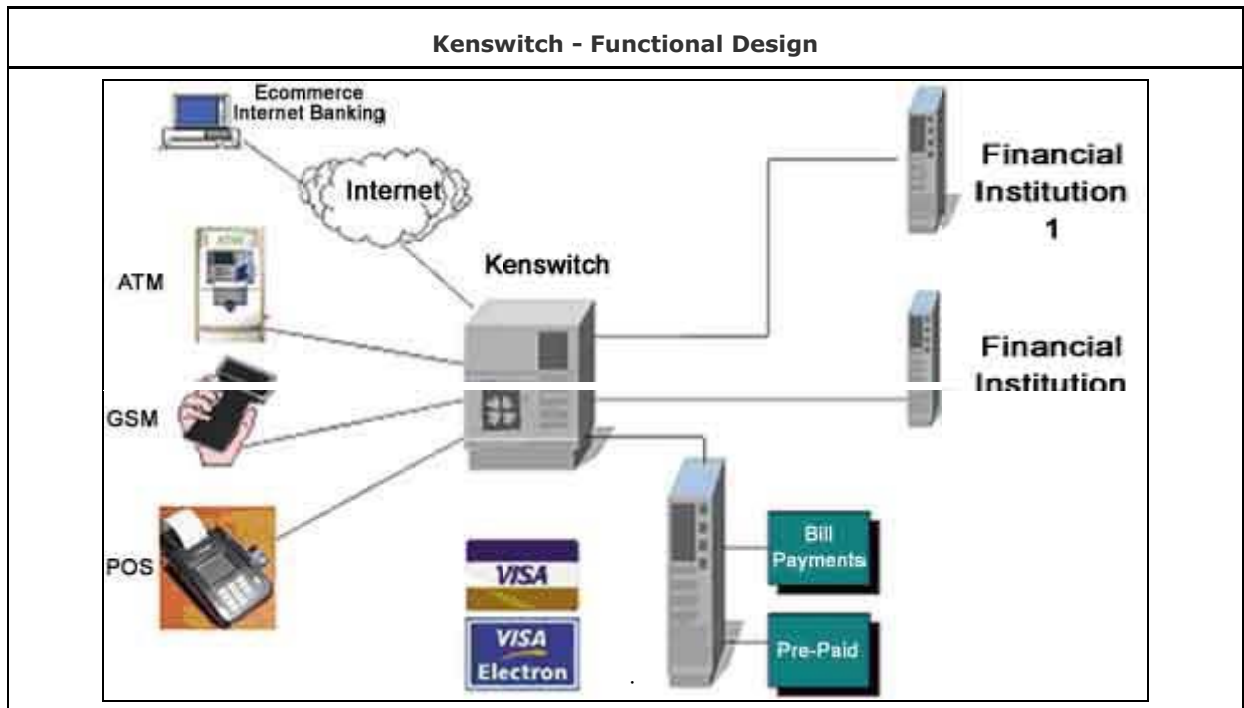 Kenswitch - Functional Design
Ecommerce
Internet Banking
Internet
Financial
Institution
1
ATM
Kenswitch
Financial
Institution
GSM
POS
VISA
VISA
Electron
Bill
Payments
Pre-Paid